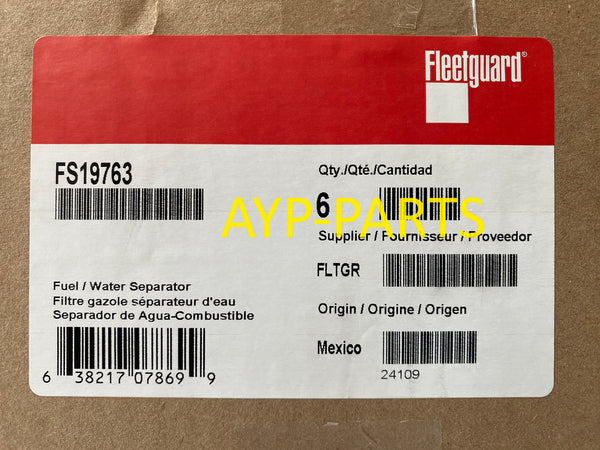 Fleetguard®
FS19763
Qty./Qté./Cantidad
6
AYP-PARTS
Supplier / Fournisseur / Proveedor
FLTGR
Fuel / Water Separator
Filtre gazole séparateur d'eau
Separador de Agua-Combustible
Origin / Origine / Origen
Mexico
24109
6 38217 07869 9